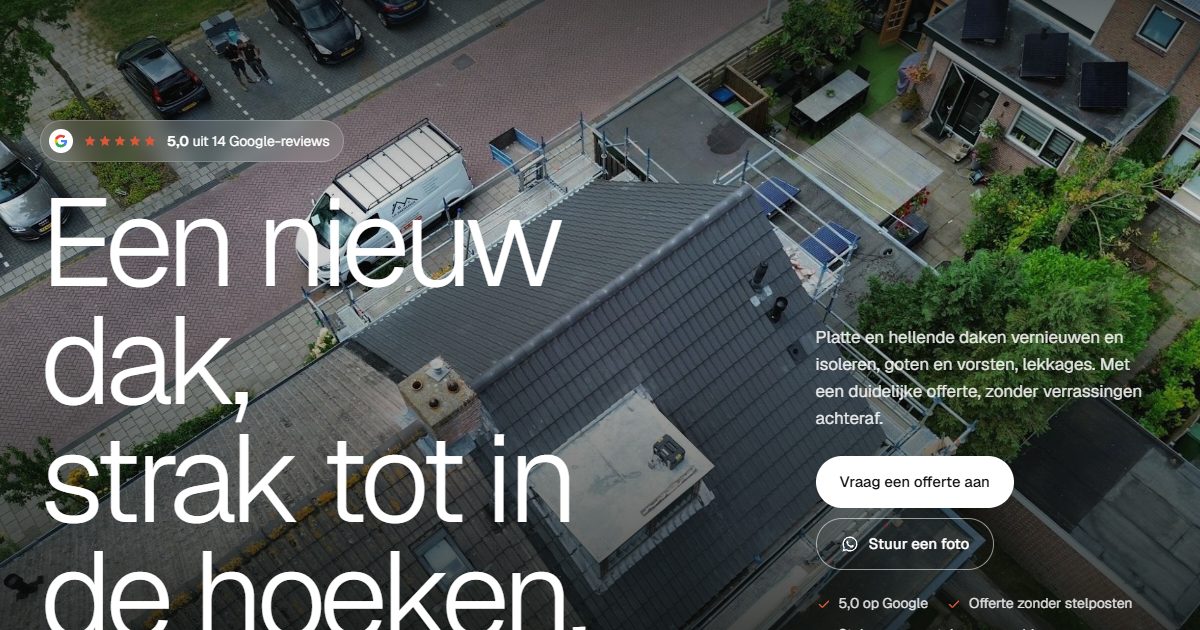 5,0 uit 14 Google-reviews
Een nieuw
dak,
strak tot in
de hoeken.
Platte en hellende daken vernieuwen en
isoleren, goten en vorsten, lekkages. Met
een duidelijke offerte, zonder verrassingen
achteraf.
Vraag een offerte aan
Stuur een foto
5,0 op Google
Offerte zonder stelposten